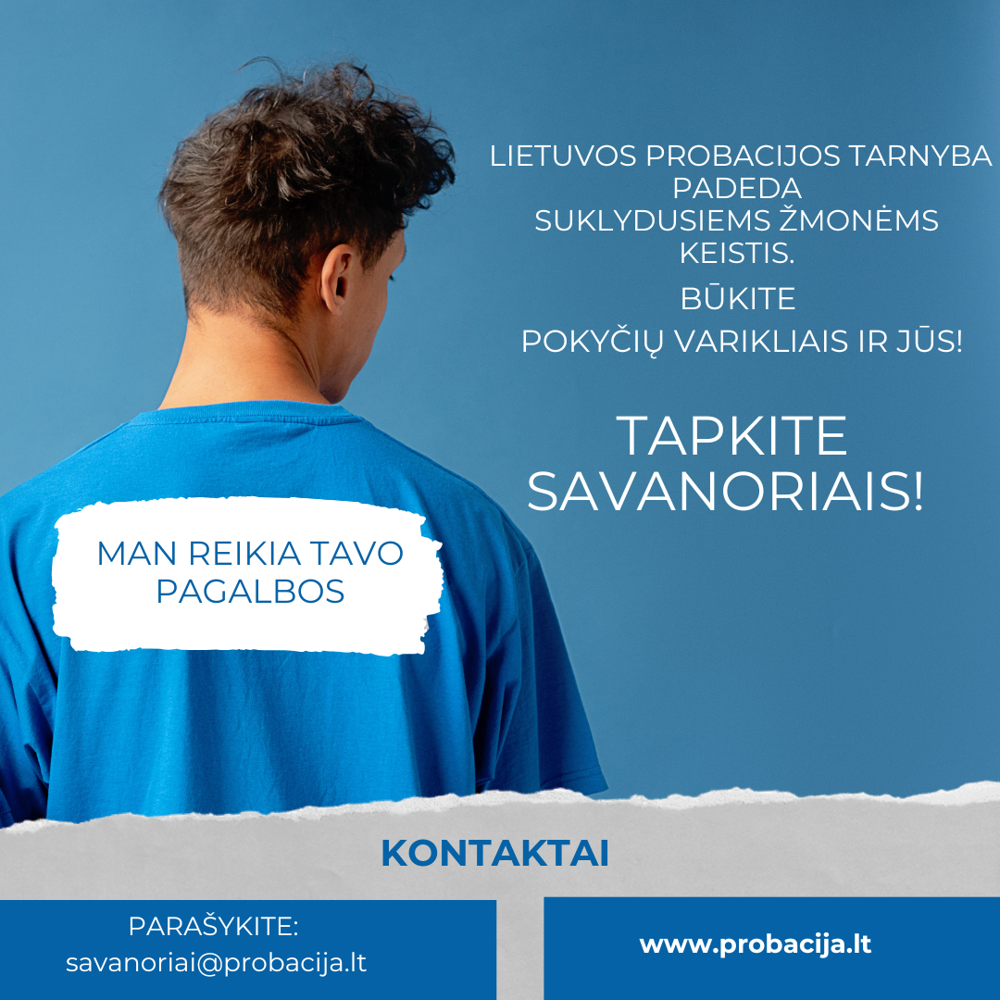 LIETUVOS PROBACIJOS TARNYBA
PADEDA
SUKLYDUSIEMS ŽMONĖMS
KEISTIS.
BŪKITE
POKYČIŲ VARIKLIAIS IR JŪS!
TAPKITE
SAVANORIAIS!
MAN REIKIA TAVO
PAGALBOS
KONTAKTAI
PARAŠYKITE:
savanoriai@probacija.lt
www.probacija.lt